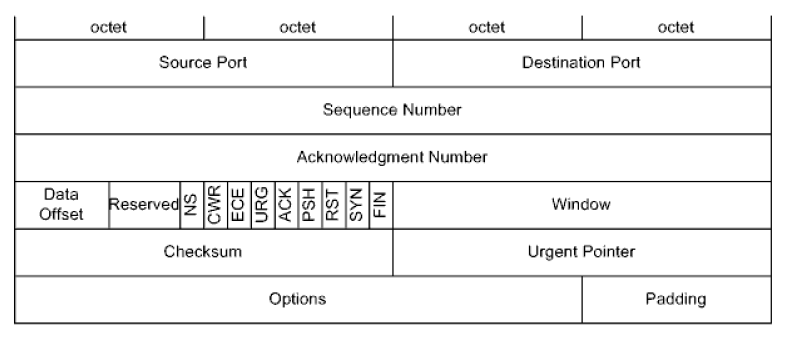 octet octet octet octet
Source Port Destination Port
Sequence Number
Acknowledgment Number
Data Offset Reserved NS CWR ECE URG ACK PSH RST SYN FIN Window
Checksum Urgent Pointer
Options Padding